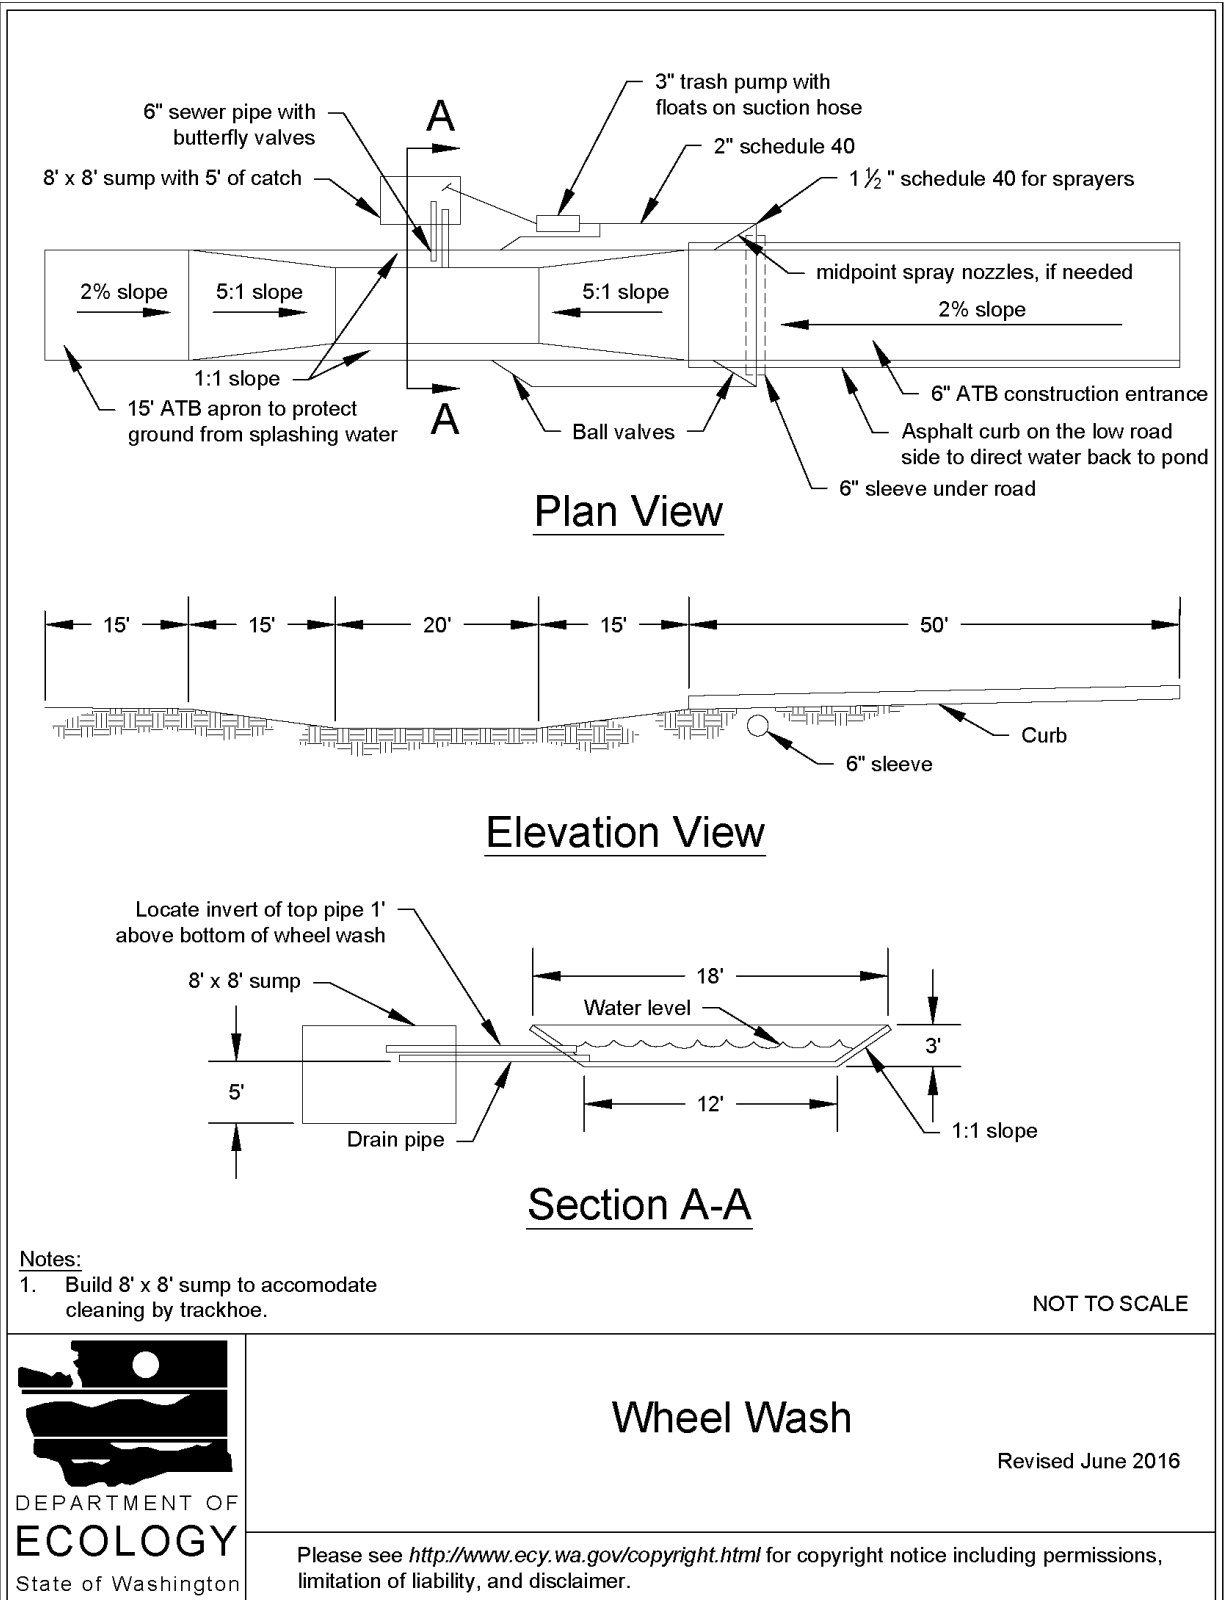 3" trash pump with
floats on suction hose
6" sewer pipe with
butterfly valves
A
2" schedule 40
8' x 8' sump with 5' of catch
1 ½ " schedule 40 for sprayers
midpoint spray nozzles, if needed
2% slope
5:1 slope
5:1 slope
2% slope
1:1 slope
6" ATB construction entrance
15' ATB apron to protect
ground from splashing water
A
Ball valves
Asphalt curb on the low road
side to direct water back to pond
6" sleeve under road
Plan View
15'
15'
20'
15'
50'
Curb
6" sleeve
Elevation View
Locate invert of top pipe 1'
above bottom of wheel wash
8' x 8' sump
18'
Water level
3'
5'
12'
Drain pipe
1:1 slope
Section A-A
Notes:
1. Build 8' x 8' sump to accomodate
cleaning by trackhoe.
NOT TO SCALE
Wheel Wash
Revised June 2016
DEPARTMENT OF
ECOLOGY
State of Washington
Please see http://www.ecy.wa.gov/copyright.html for copyright notice including permissions,
limitation of liability, and disclaimer.